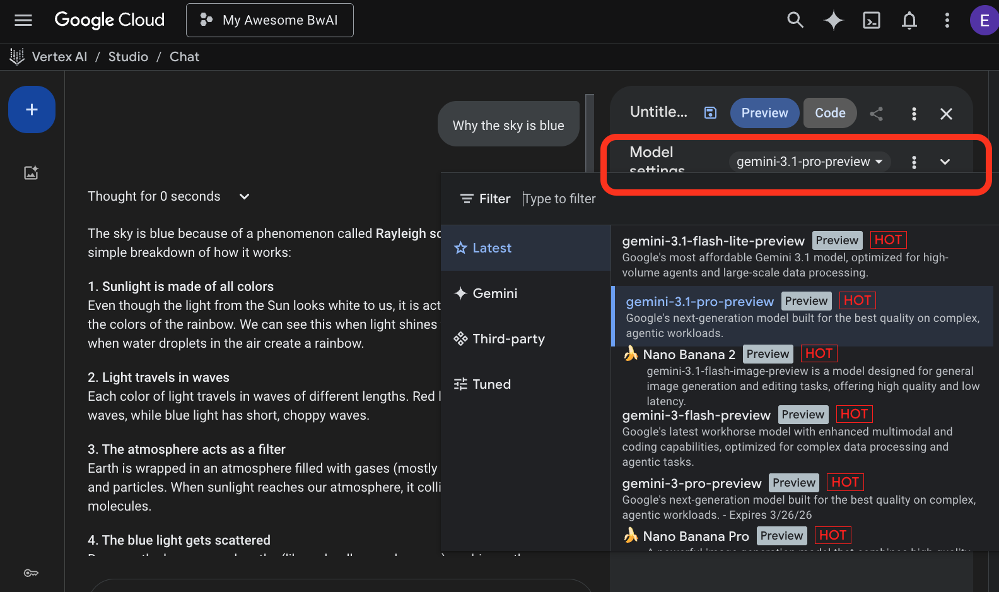 Google Cloud
My Awesome BwAI
E
Vertex AI / Studio / Chat
Why the sky is blue
Thought for 0 seconds
The sky is blue because of a phenomenon called Rayleigh
simple breakdown of how it works:
1. Sunlight is made of all colors
Even though the light from the Sun looks white to us, it is
the colors of the rainbow. We can see this when light shines
when water droplets in the air create a rainbow.
2. Light travels in waves
Each color of light travels in waves of different lengths. Red
waves, while blue light has short, choppy waves.
3. The atmosphere acts as a filter
Earth is wrapped in an atmosphere filled with gases (mostly
and particles. When sunlight reaches our atmosphere, it
molecules.
4. The blue light gets scattered
Untitle...
Preview
Code
Model
settings
gemini-3.1-pro-preview
Filter
Type to filter
Latest
Gemini
Third-party
Tuned
gemini-3.1-flash-lite-preview Preview HOT
Google's most affordable Gemini 3.1 model, optimized for high-
volume agents and large-scale data processing.
gemini-3.1-pro-preview Preview HOT
Google's next-generation model built for the best quality on complex,
agentic workloads.
Nano Banana 2 Preview HOT
gemini-3.1-flash-image-preview is a model designed for general
image generation and editing tasks, offering high quality and low
latency.
gemini-3-flash-preview Preview HOT
Google's latest workhorse model with enhanced multimodal and
coding capabilities, optimized for complex data processing and
agentic tasks.
gemini-3-pro-preview Preview HOT
Google's next-generation model built for the best quality on complex,
agentic workloads. - Expires 3/26/26
Nano Banana Pro Preview HOT